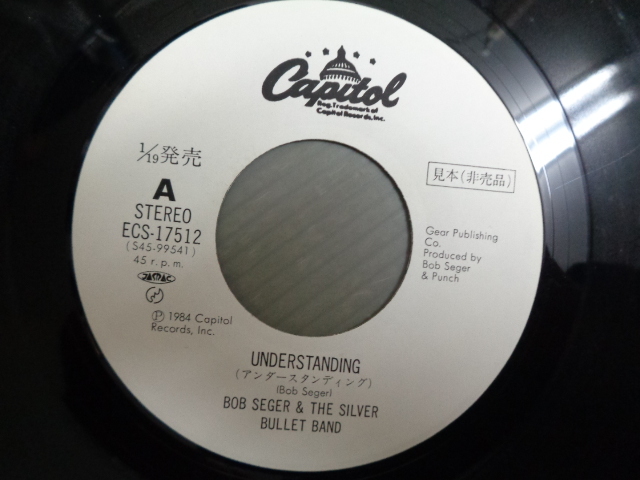 Capitol
Reg. Trademark of
Capitol Records, Inc.
1/19発売
見本(非売品)
A
STEREO
ECS-17512
(S45-99541)
45 r.p.m.
JASRAC
Ⓟ 1984 Capitol
Records, Inc.
Gear Publishing
Co.
Produced by
Bob Seger
& Punch
UNDERSTANDING
(アンダースタンディング)
(Bob Seger)
BOB SEGER & THE SILVER
BULLET BAND